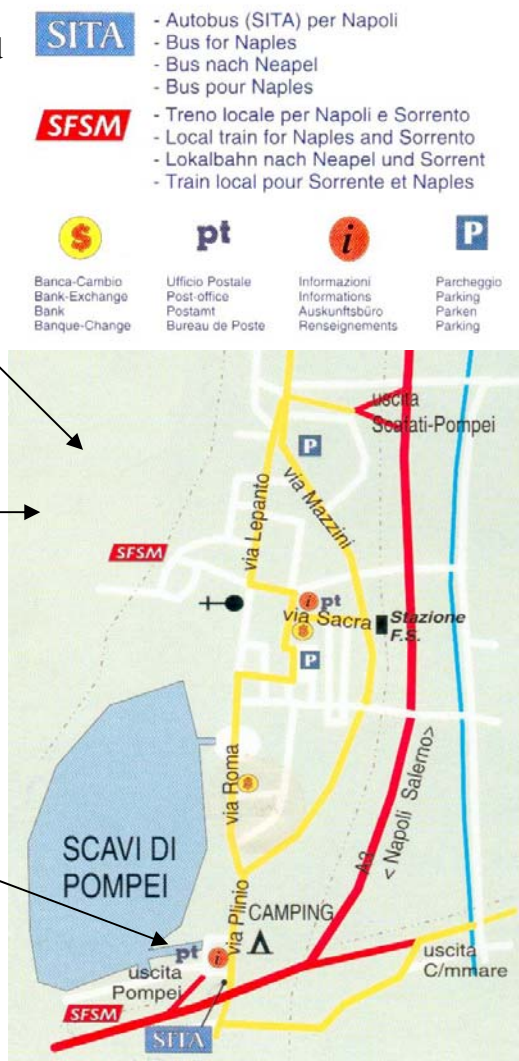 SITA
- Autobus (SITA) per Napoli
- Bus for Naples
- Bus nach Neapel
- Bus pour Naples
SFSM
- Treno locale per Napoli e Sorrento
- Local train for Naples and Sorrento
- Lokalbahn nach Neapel und Sorrent
- Train local pour Sorrente et Naples
$
Banca-Cambio
Bank-Exchange
Bank
Banque-Change
pt
Ufficio Postale
Post-office
Postamt
Bureau de Poste
i
Informazioni
Informations
Auskunftsbüro
Renseignements
P
Parcheggio
Parking
Parken
Parking
uscita
Scafati-Pompei
P
via Lepanto
via Mazzini
SFSM
i pt
via Sacra
$
Stazione
F.S.
P
via Roma
$
< Napoli Salerno>
A3
SCAVI DI
POMPEI
via Plinio
CAMPING
pt i
uscita
Pompei
uscita
C/mmare
SFSM
SITA